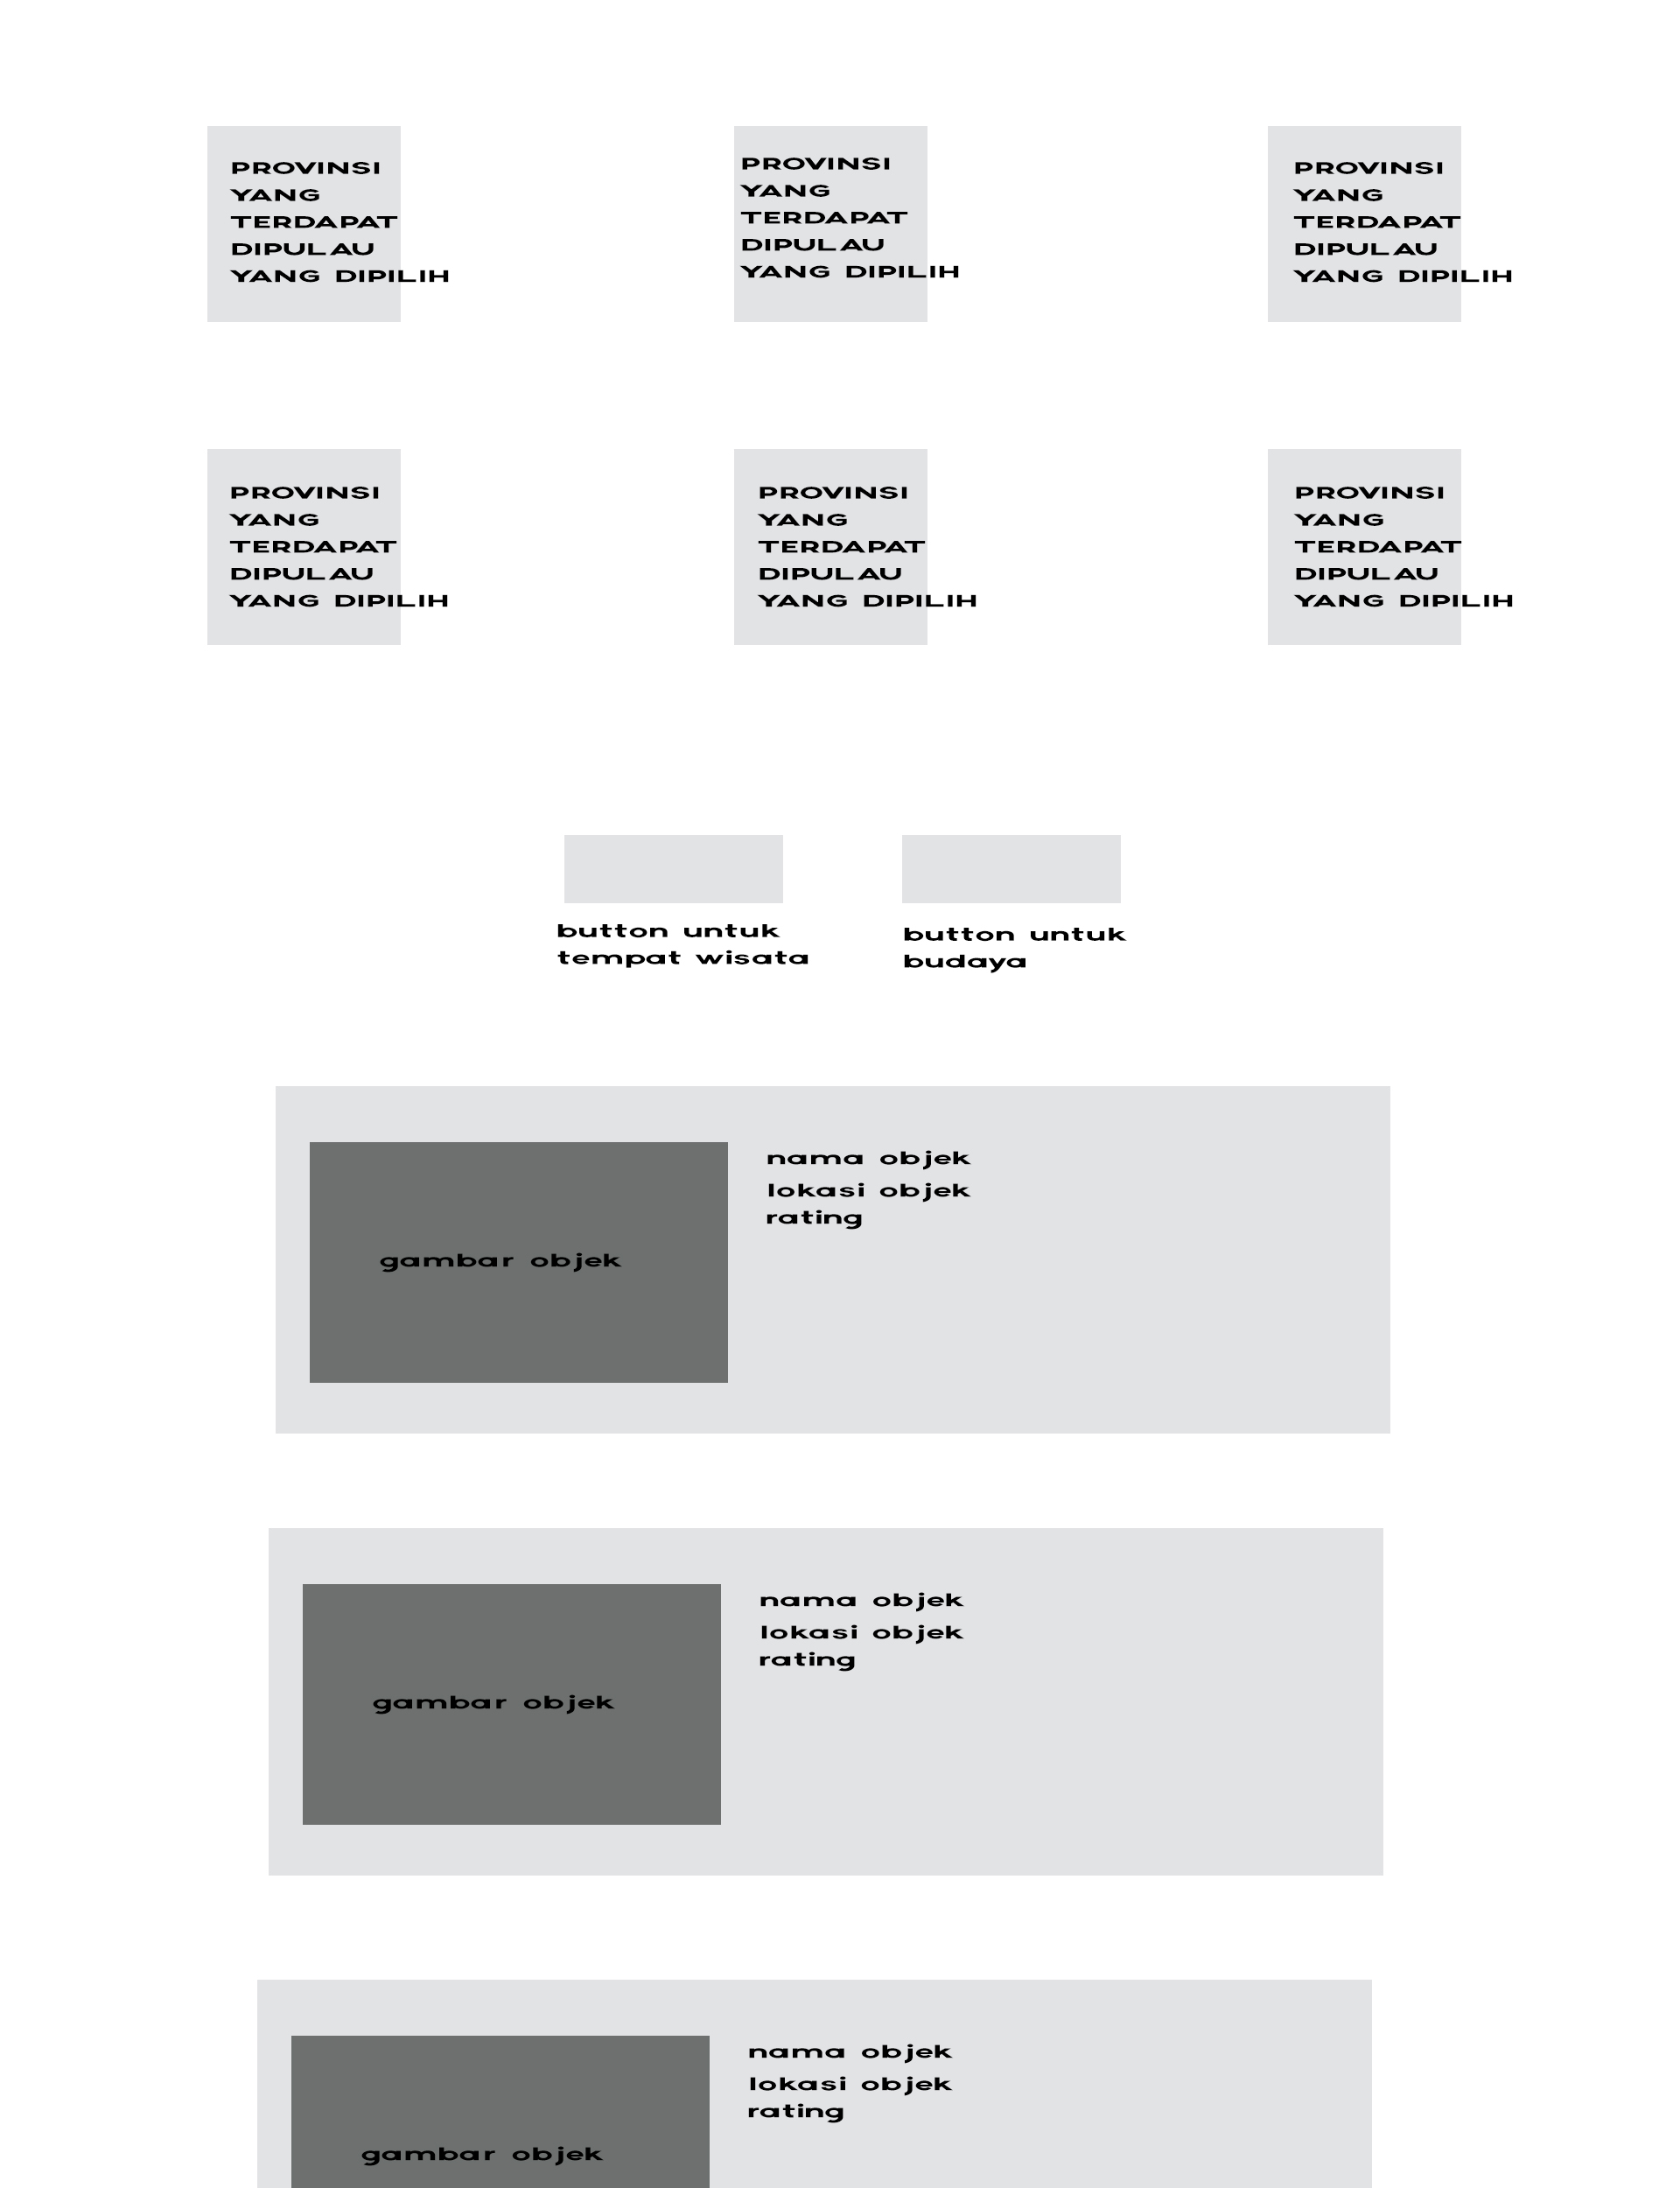 PROVINSI
YANG
TERDAPAT
DIPULAU
YANG DIPILIH
PROVINSI
YANG
TERDAPAT
DIPULAU
YANG DIPILIH
PROVINSI
YANG
TERDAPAT
DIPULAU
YANG DIPILIH
PROVINSI
YANG
TERDAPAT
DIPULAU
YANG DIPILIH
PROVINSI
YANG
TERDAPAT
DIPULAU
YANG DIPILIH
PROVINSI
YANG
TERDAPAT
DIPULAU
YANG DIPILIH
button untuk
tempat wisata
button untuk
budaya
gambar objek
nama objek
lokasi objek
rating
gambar objek
nama objek
lokasi objek
rating
gambar objek
nama objek
lokasi objek
rating